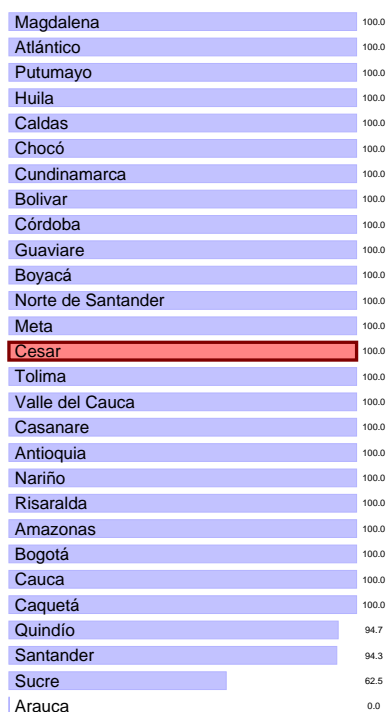 Magdalena 100.0
Atlántico 100.0
Putumayo 100.0
Huila 100.0
Caldas 100.0
Chocó 100.0
Cundinamarca 100.0
Bolivar 100.0
Córdoba 100.0
Guaviare 100.0
Boyacá 100.0
Norte de Santander 100.0
Meta 100.0
Cesar 100.0
Tolima 100.0
Valle del Cauca 100.0
Casanare 100.0
Antioquia 100.0
Nariño 100.0
Risaralda 100.0
Amazonas 100.0
Bogotá 100.0
Cauca 100.0
Caquetá 100.0
Quindío 94.7
Santander 94.3
Sucre 62.5
Arauca 0.0